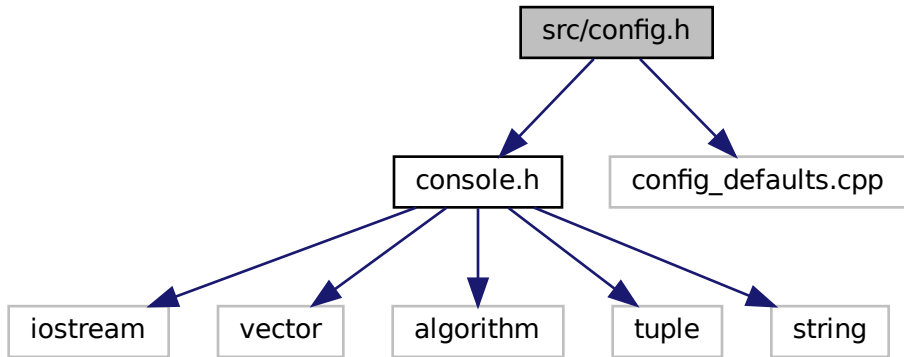 src/config.h
console.h
config_defaults.cpp
iostream
vector
algorithm
tuple
string